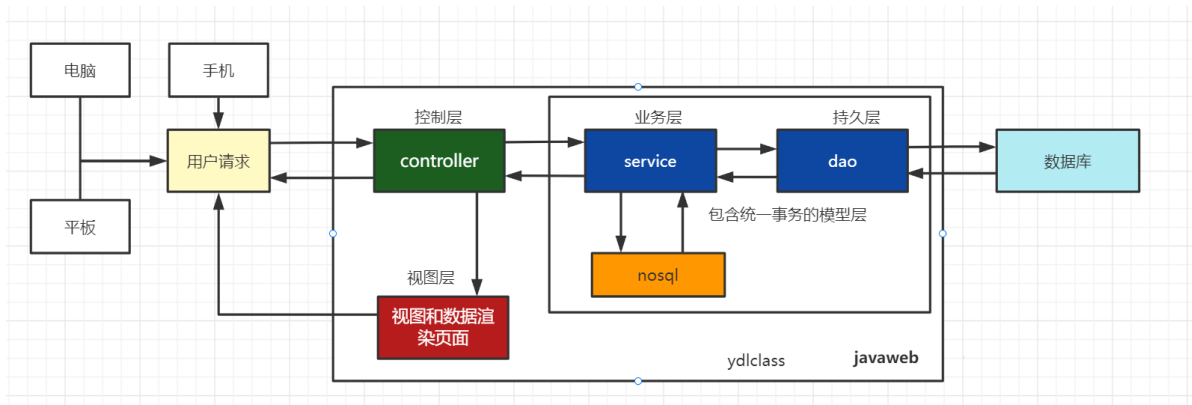 电脑
手机
控制层
业务层
持久层
用户请求
controller
service
dao
数据库
平板
包含统一事务的模型层
视图层
nosql
视图和数据渲
染页面
ydlclass
javaweb